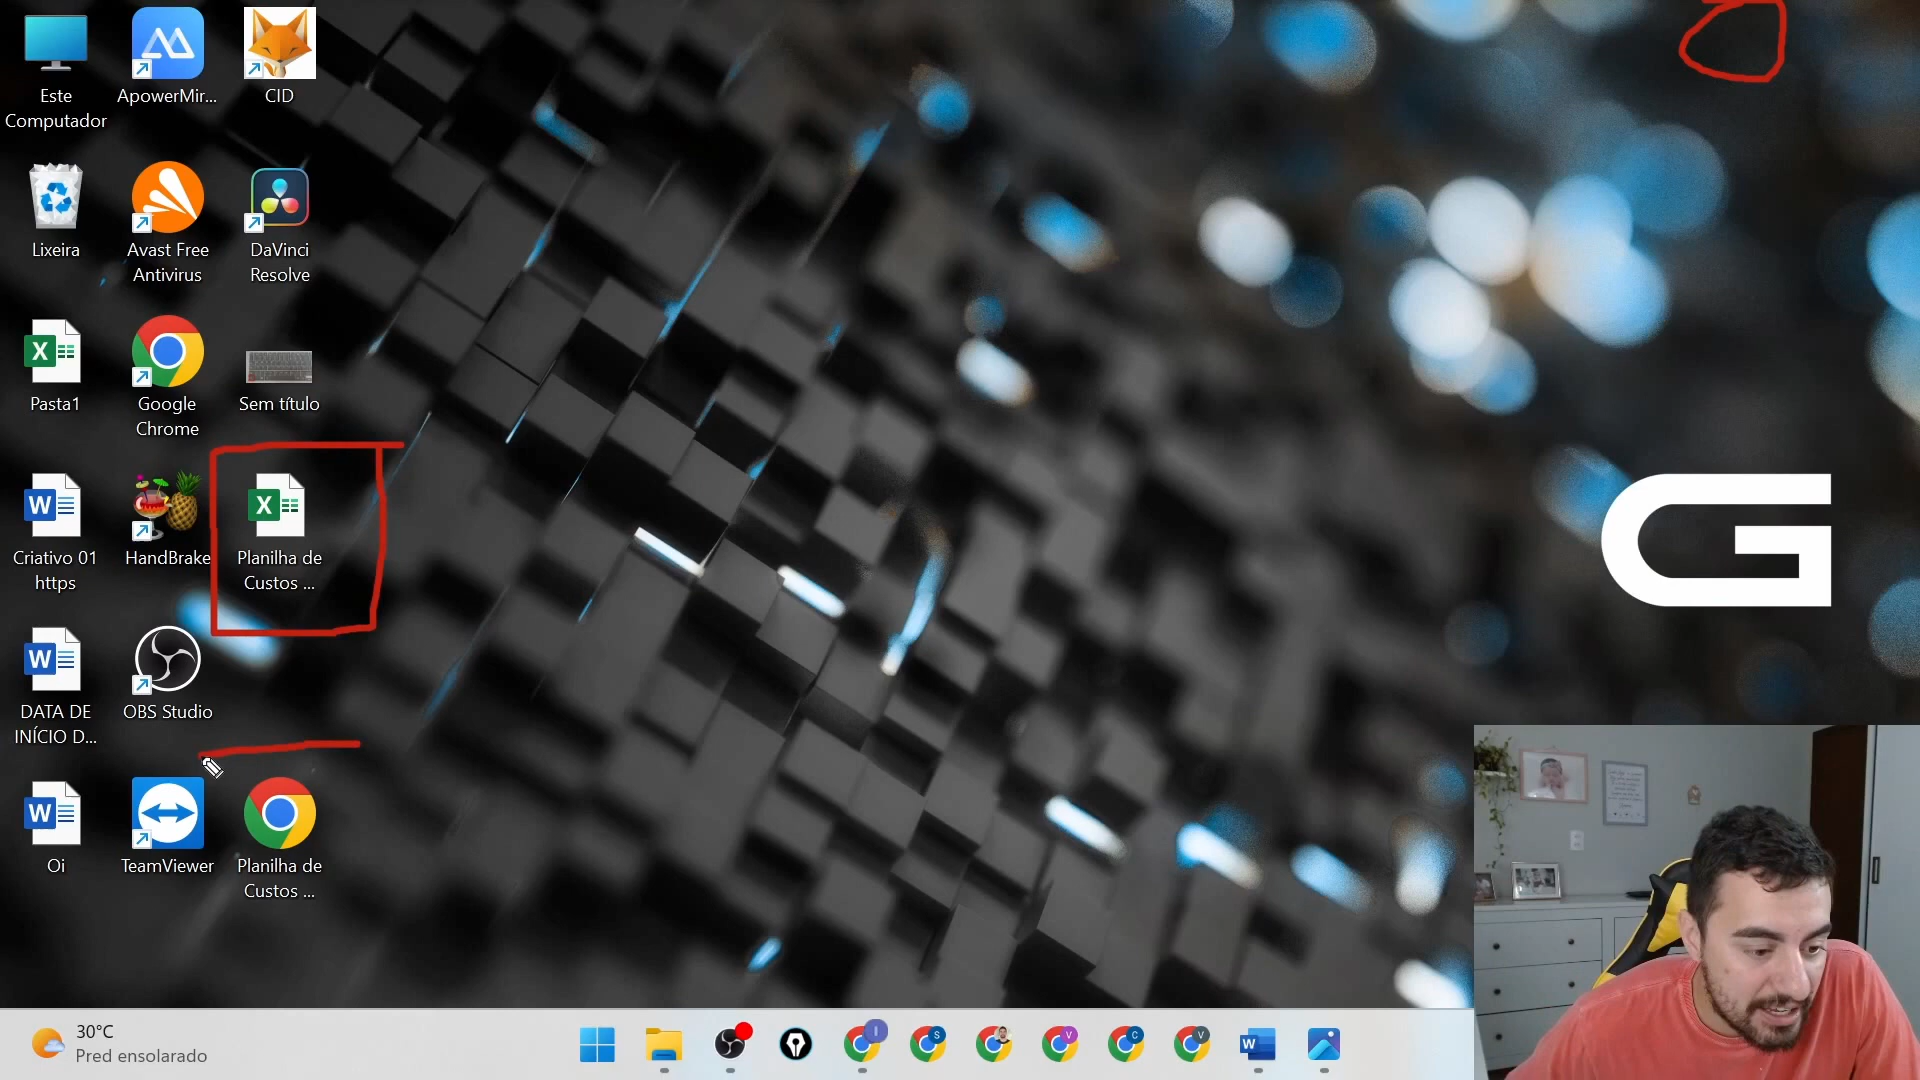 Este
Computador
ApowerMir...
CID
Lixeira
Avast Free
Antivirus
DaVinci
Resolve
Pasta1
Google
Chrome
Sem título
Criativo 01
https
HandBrake
Planilha de
Custos ...
DATA DE
INÍCIO D...
OBS Studio
Oi
TeamViewer
Planilha de
Custos ...
G
30°C
Pred ensolarado